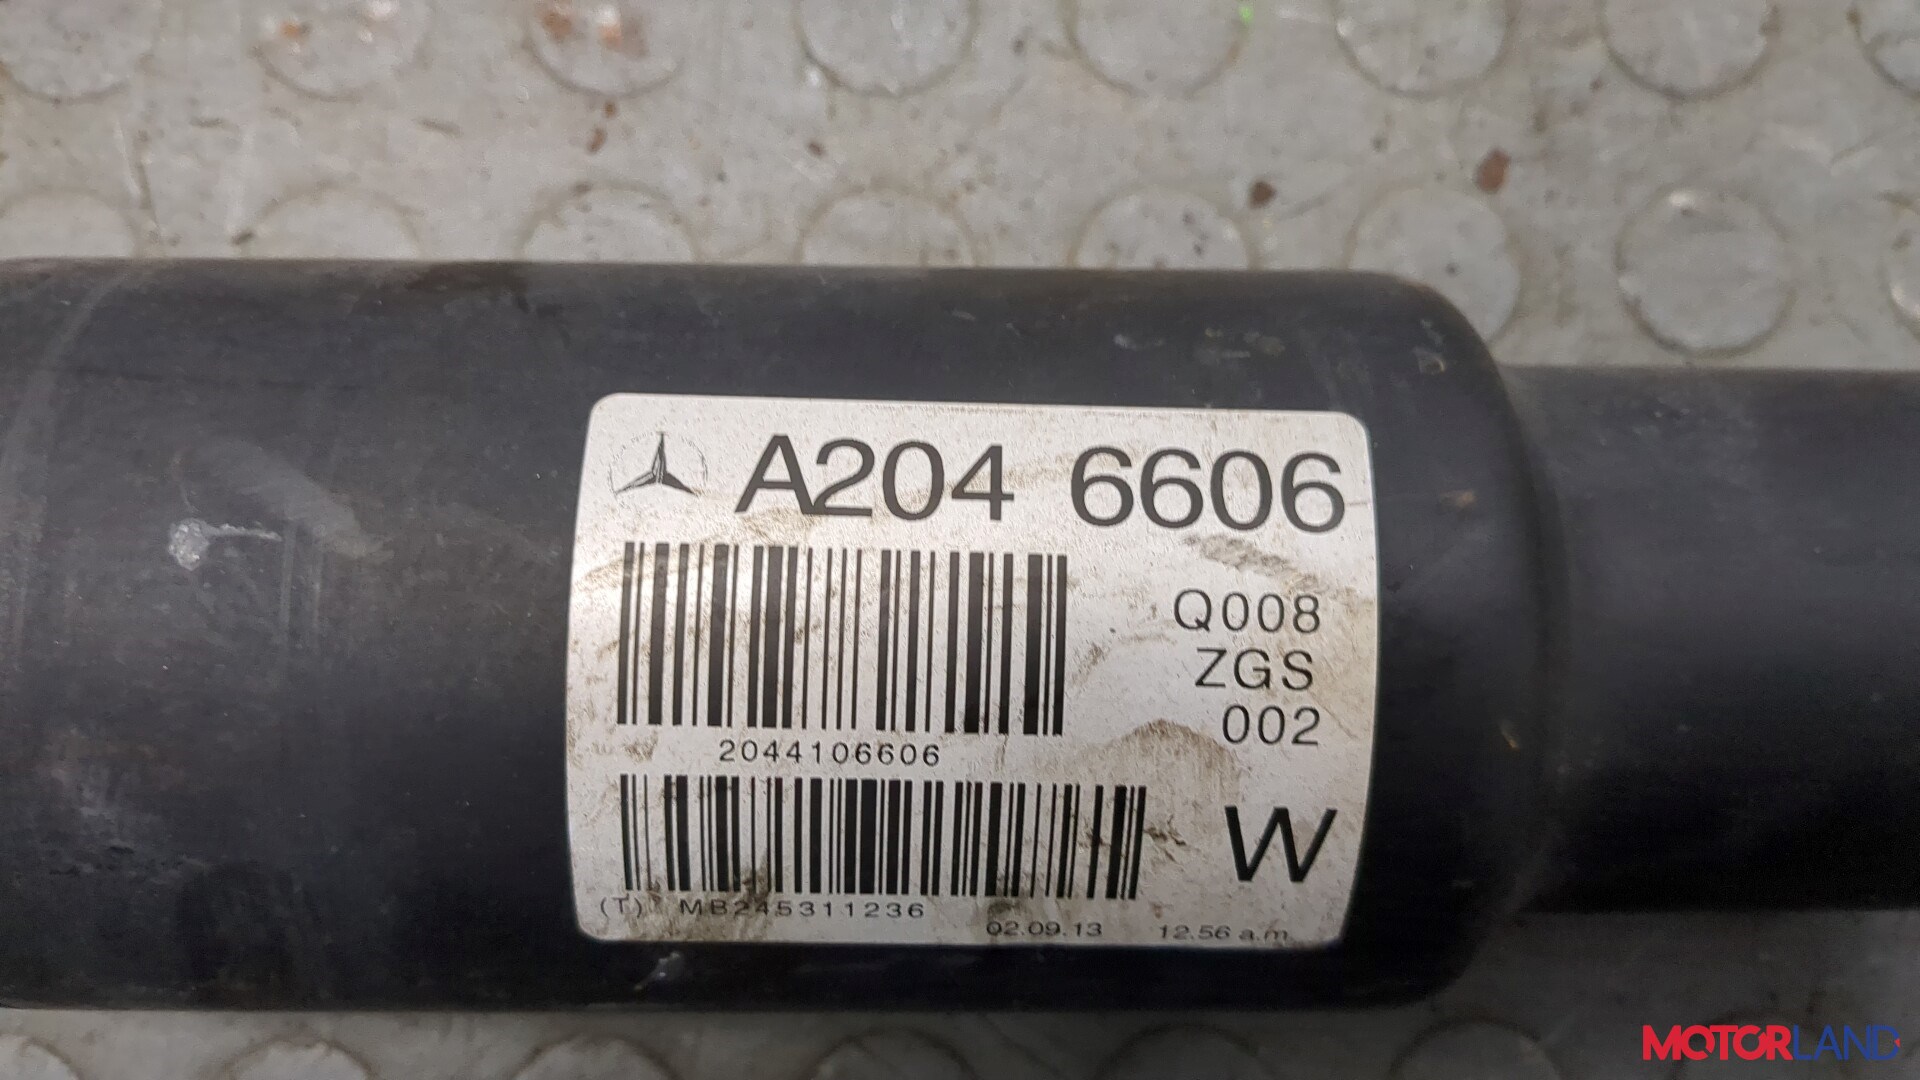 A204 6606
Q008
ZGS
002
2044106606
W
(T) MB245311236
02.09.13 12.56 a.m.
MOTORLAND